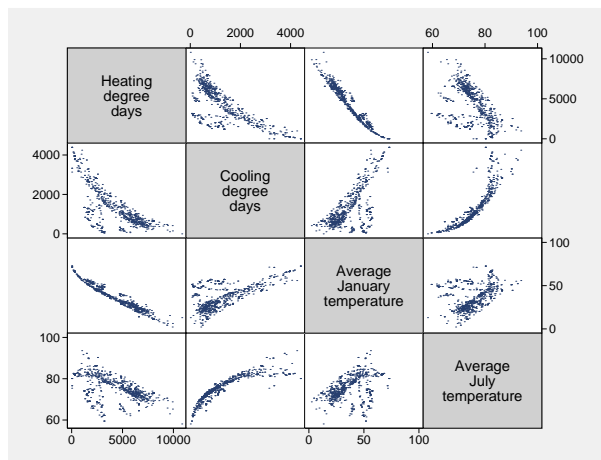 0 2000 4000
60 80 100
Heating
degree
days
10000
5000
0
4000
2000
0
Cooling
degree
days
Average
January
temperature
100
50
0
100
80
60
Average
July
temperature
0 5000 10000
0 50 100